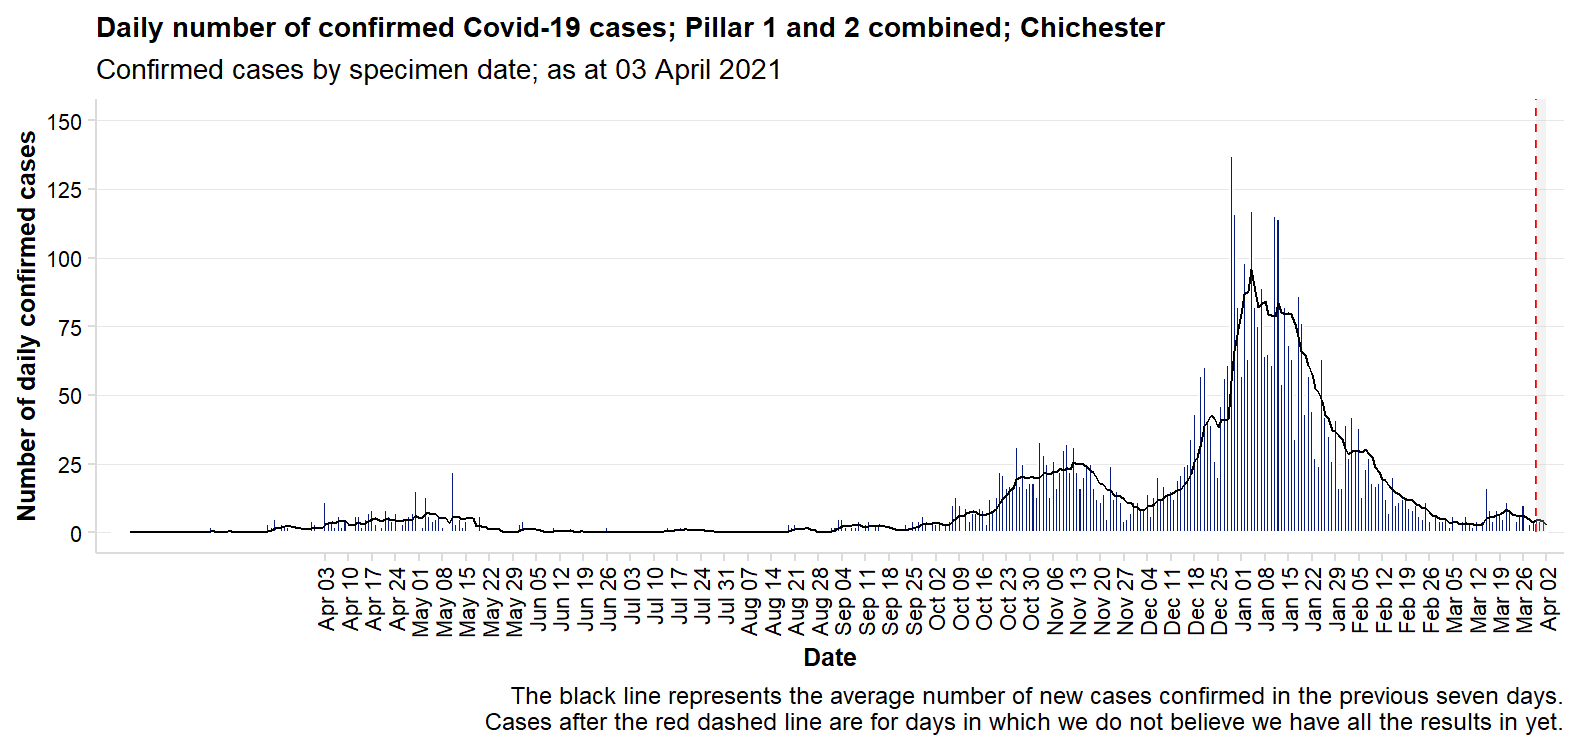 Daily number of confirmed Covid-19 cases; Pillar 1 and 2 combined; Chichester
Confirmed cases by specimen date; as at 03 April 2021
Number of daily confirmed cases
150
125
100
75
50
25
0
Apr 03
Apr 10
Apr 17
Apr 24
May 01
May 08
May 15
May 22
May 29
Jun 05
Jun 12
Jun 19
Jun 26
Jul 03
Jul 10
Jul 17
Jul 24
Jul 31
Aug 07
Aug 14
Aug 21
Aug 28
Sep 04
Sep 11
Sep 18
Sep 25
Oct 02
Oct 09
Oct 16
Oct 23
Oct 30
Nov 06
Nov 13
Nov 20
Nov 27
Dec 04
Dec 11
Dec 18
Dec 25
Jan 01
Jan 08
Jan 15
Jan 22
Jan 29
Feb 05
Feb 12
Feb 19
Feb 26
Mar 05
Mar 12
Mar 19
Mar 26
Apr 02
Date
The black line represents the average number of new cases confirmed in the previous seven days.
Cases after the red dashed line are for days in which we do not believe we have all the results in yet.